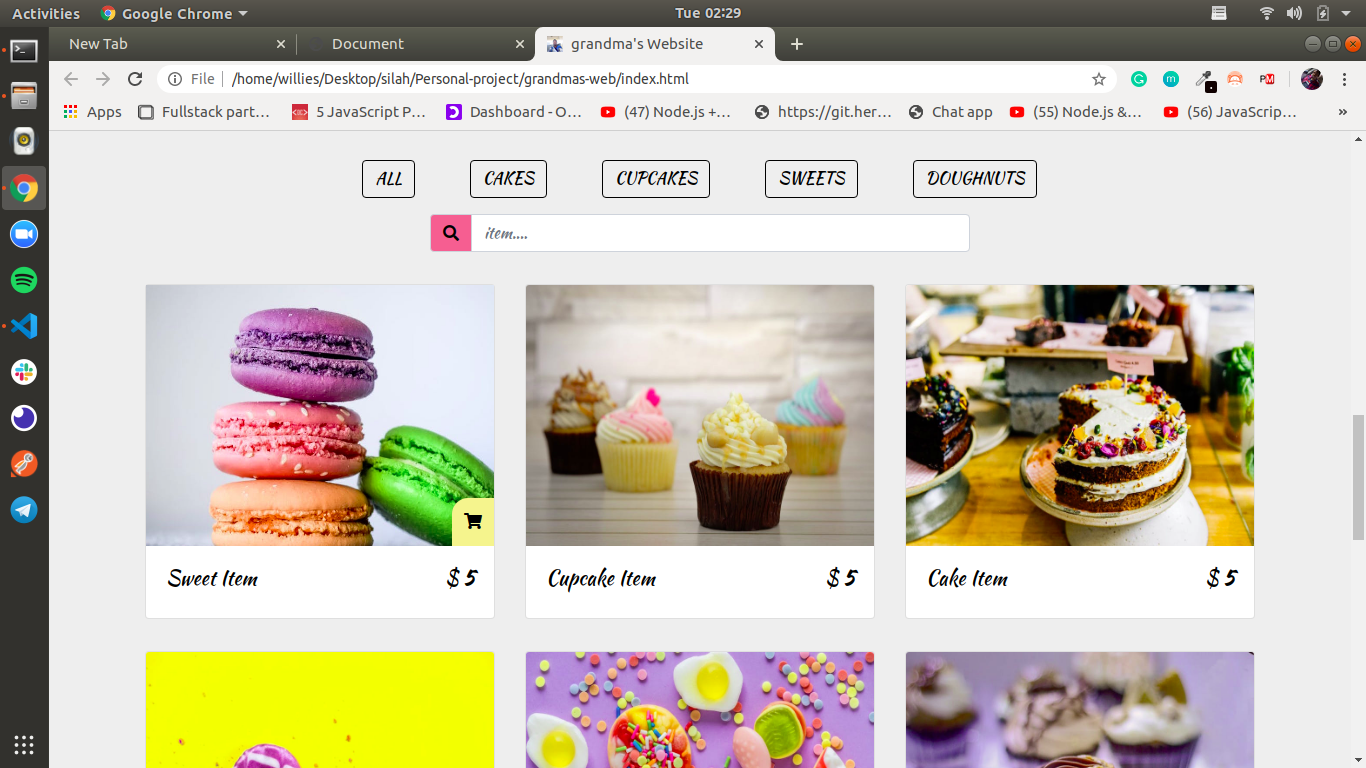 Activities Google Chrome Tue 02:29
New Tab Document grandma's Website
File /home/willies/Desktop/silah/Personal-project/grandmas-web/index.html
Apps Fullstack part… 5 JavaScript P… Dashboard - O… (47) Node.js +… https://git.her… Chat app (55) Node.js &… (56) JavaScrip… »
ALL CAKES CUPCAKES SWEETS DOUGHNUTS
item....
Sweet Item $ 5 Cupcake Item $ 5 Cake Item $ 5